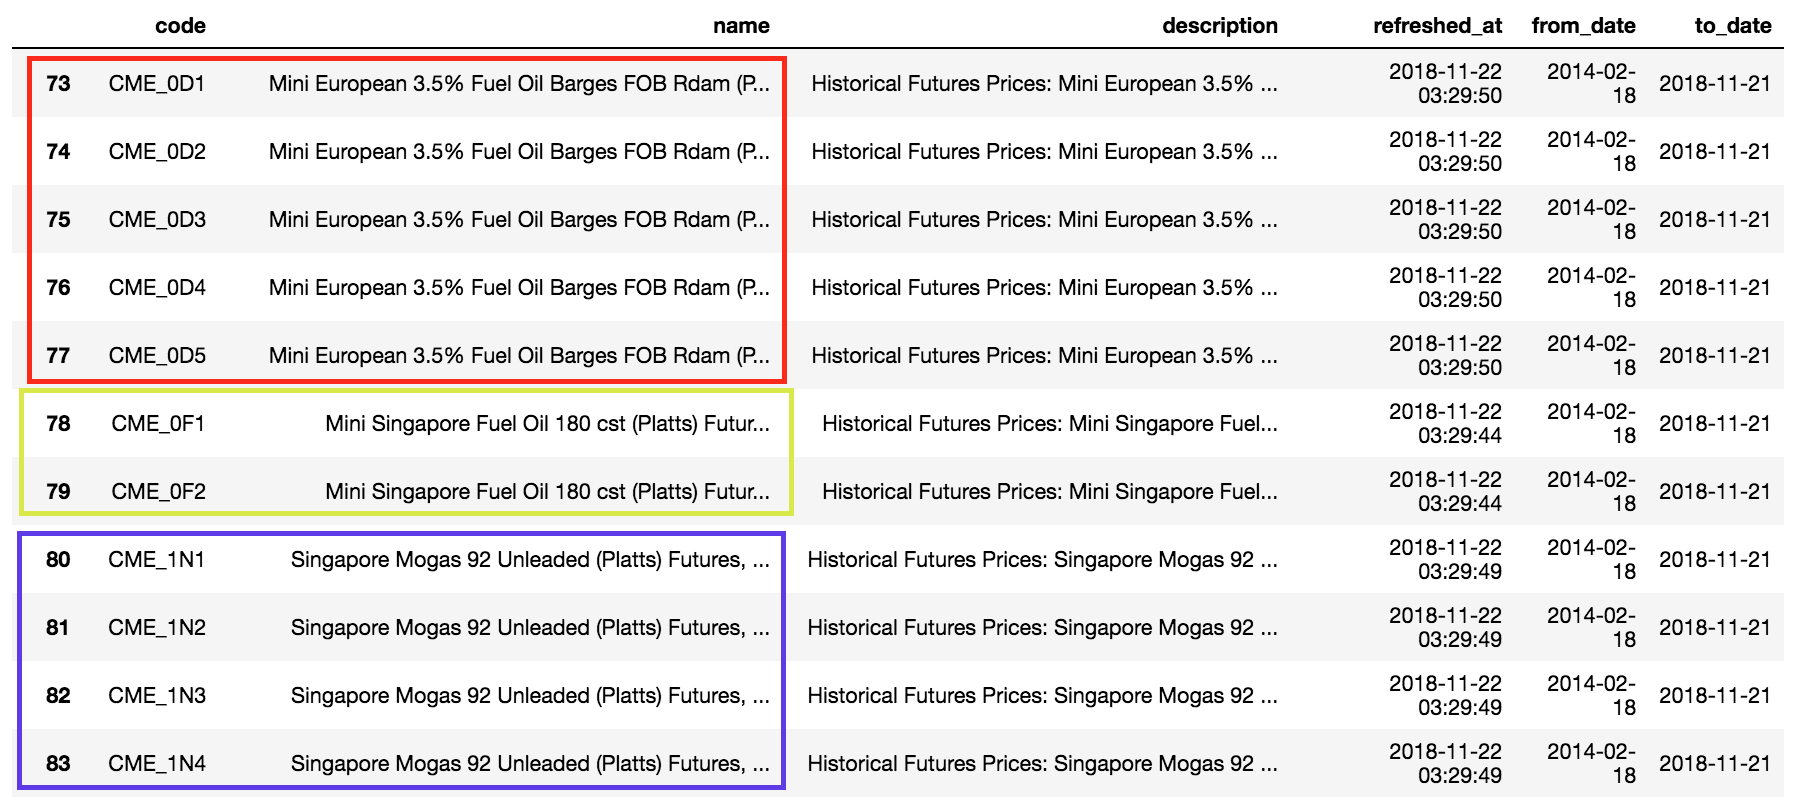 code name description refreshed_at from_date to_date
73 CME_0D1 Mini European 3.5% Fuel Oil Barges FOB Rdam (P... Historical Futures Prices: Mini European 3.5% ... 2018-11-22 03:29:50 2014-02-18 2018-11-21
74 CME_0D2 Mini European 3.5% Fuel Oil Barges FOB Rdam (P... Historical Futures Prices: Mini European 3.5% ... 2018-11-22 03:29:50 2014-02-18 2018-11-21
75 CME_0D3 Mini European 3.5% Fuel Oil Barges FOB Rdam (P... Historical Futures Prices: Mini European 3.5% ... 2018-11-22 03:29:50 2014-02-18 2018-11-21
76 CME_0D4 Mini European 3.5% Fuel Oil Barges FOB Rdam (P... Historical Futures Prices: Mini European 3.5% ... 2018-11-22 03:29:50 2014-02-18 2018-11-21
77 CME_0D5 Mini European 3.5% Fuel Oil Barges FOB Rdam (P... Historical Futures Prices: Mini European 3.5% ... 2018-11-22 03:29:50 2014-02-18 2018-11-21
78 CME_0F1 Mini Singapore Fuel Oil 180 cst (Platts) Futur... Historical Futures Prices: Mini Singapore Fuel... 2018-11-22 03:29:44 2014-02-18 2018-11-21
79 CME_0F2 Mini Singapore Fuel Oil 180 cst (Platts) Futur... Historical Futures Prices: Mini Singapore Fuel... 2018-11-22 03:29:44 2014-02-18 2018-11-21
80 CME_1N1 Singapore Mogas 92 Unleaded (Platts) Futures, ... Historical Futures Prices: Singapore Mogas 92 ... 2018-11-22 03:29:49 2014-02-18 2018-11-21
81 CME_1N2 Singapore Mogas 92 Unleaded (Platts) Futures, ... Historical Futures Prices: Singapore Mogas 92 ... 2018-11-22 03:29:49 2014-02-18 2018-11-21
82 CME_1N3 Singapore Mogas 92 Unleaded (Platts) Futures, ... Historical Futures Prices: Singapore Mogas 92 ... 2018-11-22 03:29:49 2014-02-18 2018-11-21
83 CME_1N4 Singapore Mogas 92 Unleaded (Platts) Futures, ... Historical Futures Prices: Singapore Mogas 92 ... 2018-11-22 03:29:49 2014-02-18 2018-11-21